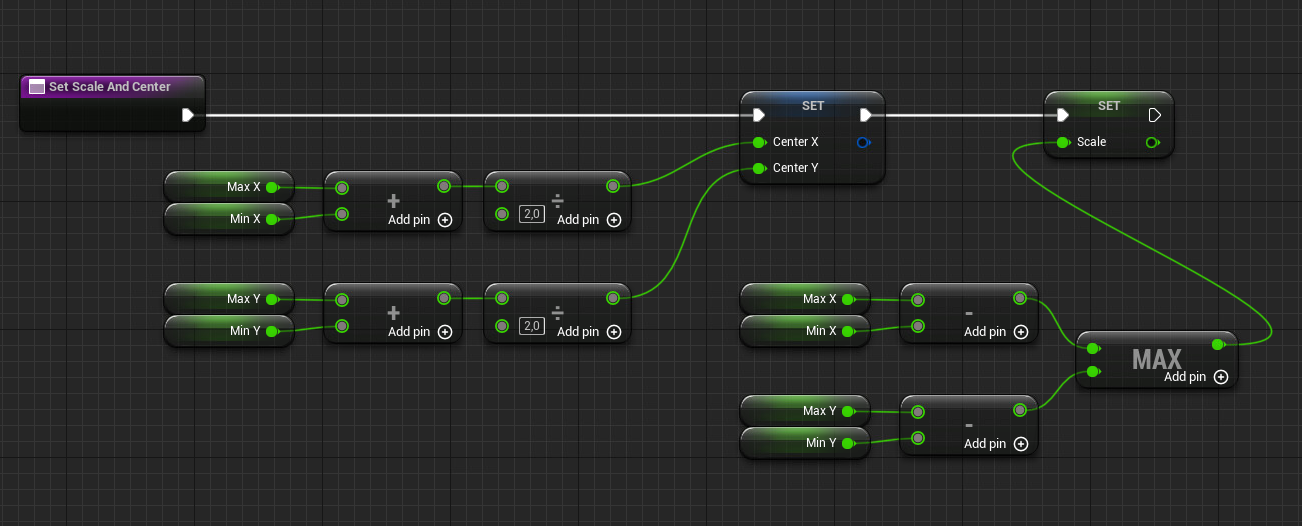 Set Scale And Center
SET
Center X
Center Y
SET
Scale
Max X
Min X
+
Add pin
÷
2,0
Add pin
Max Y
Min Y
+
Add pin
÷
2,0
Add pin
Max X
Min X
-
Add pin
MAX
Add pin
Max Y
Min Y
-
Add pin